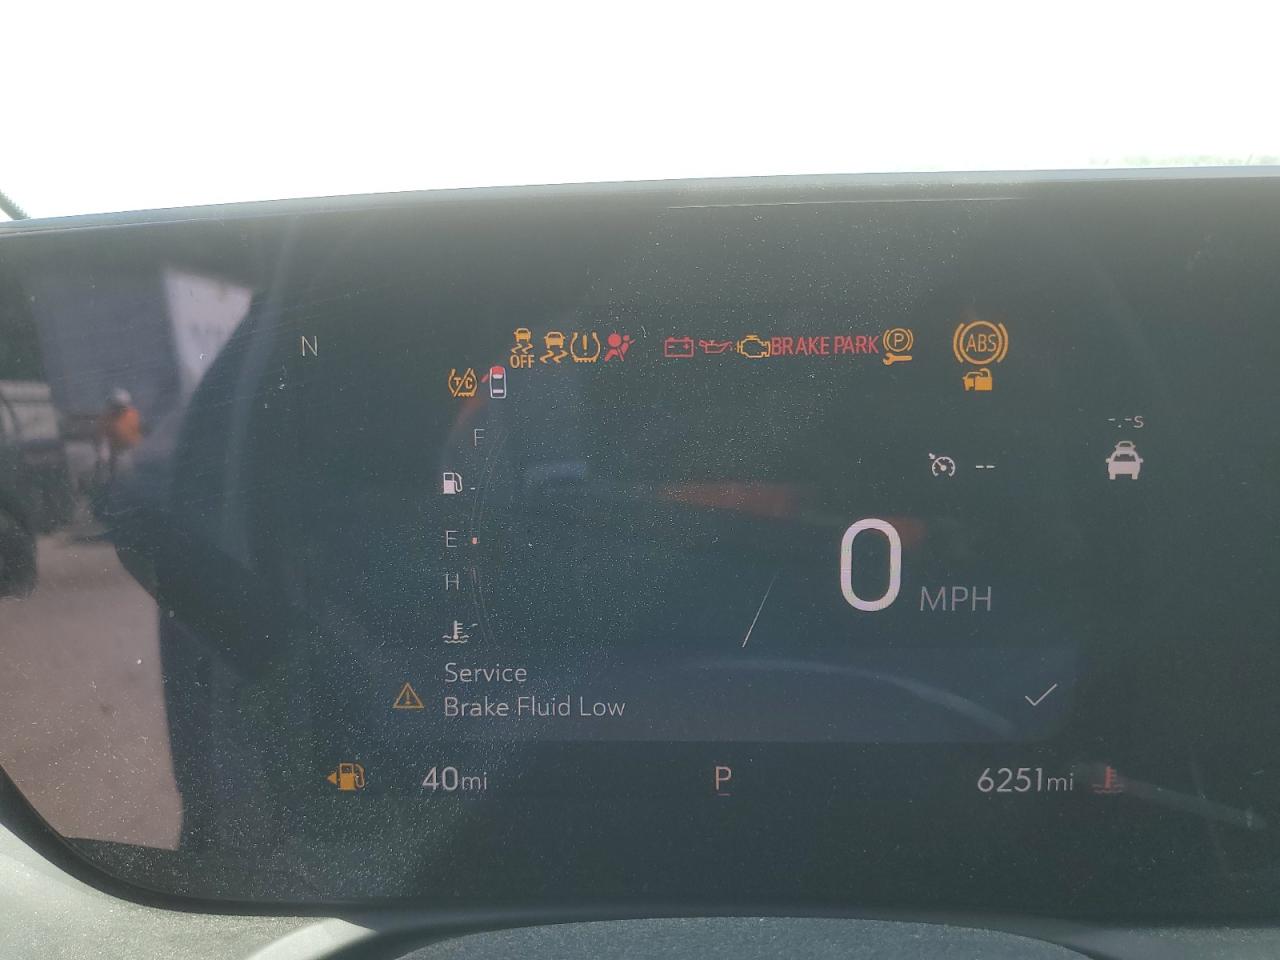 N
OFF
BRAKE PARK P
ABS
T/C
F
-.-s
--
E
0 MPH
H
Service
Brake Fluid Low
40mi
P
6251mi